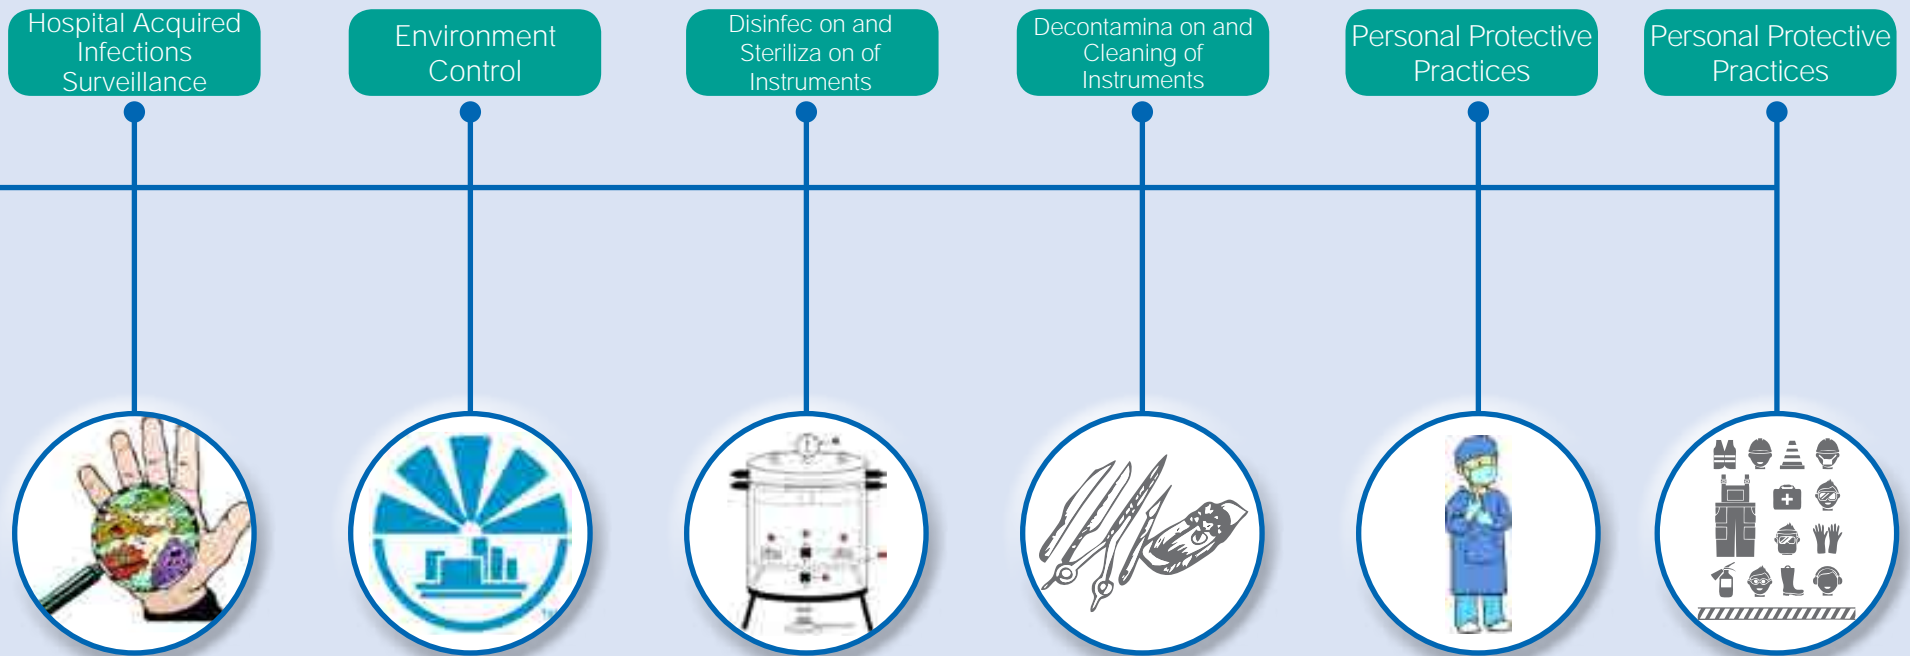 Hospital Acquired
Infections
Surveillance
Environment
Control
Disinfec on and
Steriliza on of
Instruments
Decontamina on and
Cleaning of
Instruments
Personal Protective
Practices
Personal Protective
Practices